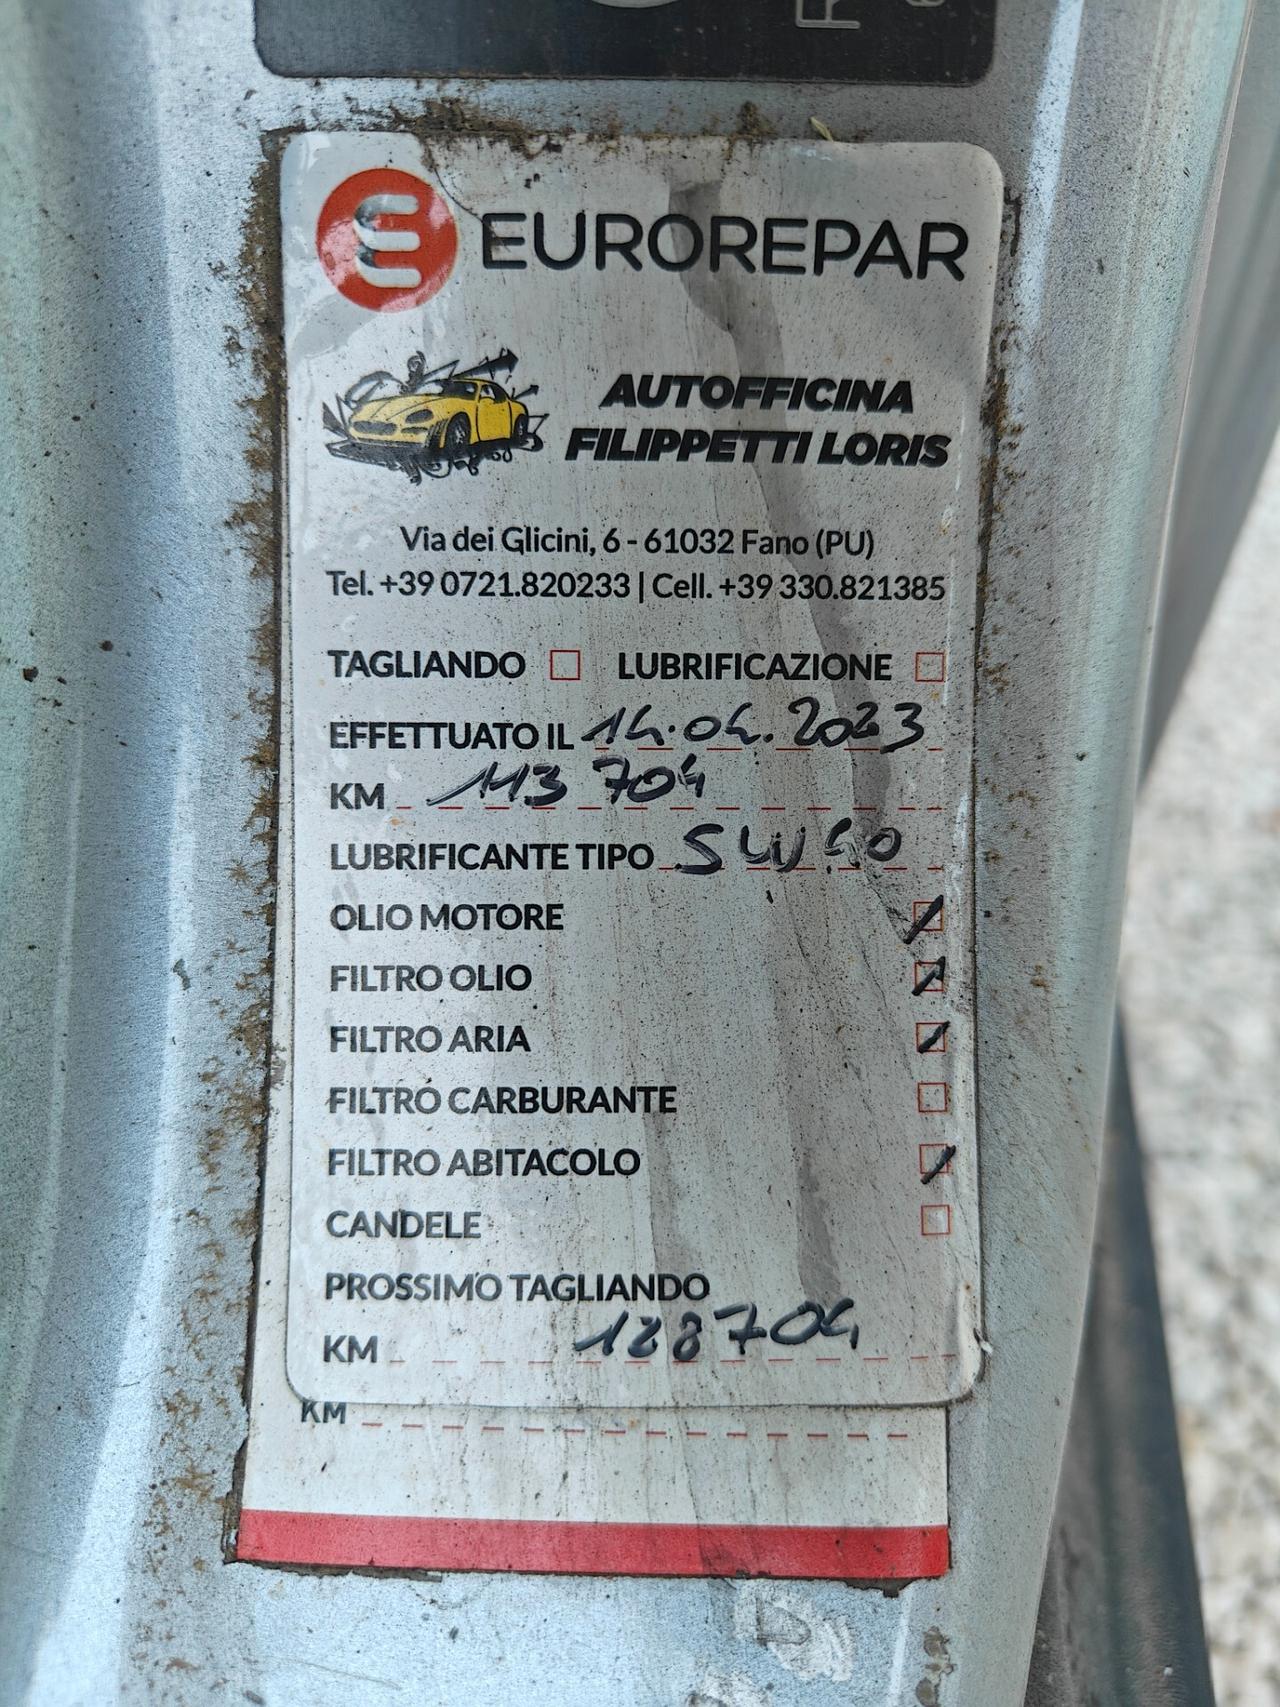 EUROREPAR
AUTOFFICINA
FILIPPETTI LORIS
Via dei Glicini, 6 - 61032 Fano (PU)
Tel. +39 0721.820233 | Cell. +39 330.821385
TAGLIANDO LUBRIFICAZIONE
EFFETTUATO IL 14.04.2023
KM 113 704
LUBRIFICANTE TIPO 5W40
OLIO MOTORE
FILTRO OLIO
FILTRO ARIA
FILTRO CARBURANTE
FILTRO ABITACOLO
CANDELE
PROSSIMO TAGLIANDO
KM 128704
KM